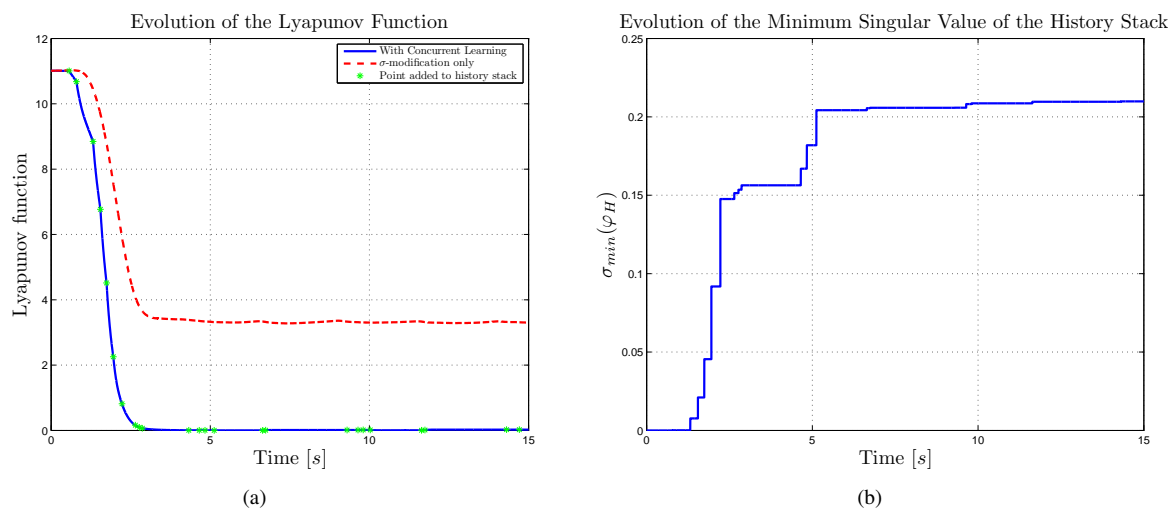 Evolution of the Lyapunov Function
12
10
8
6
4
2
0
Lyapunov function
With Concurrent Learning
σ-modification only
Point added to history stack
0
5
10
15
Time [s]
(a)
Evolution of the Minimum Singular Value of the History Stack
0.25
0.2
0.15
0.1
0.05
0
σ_min(φ_H)
0
5
10
15
Time [s]
(b)